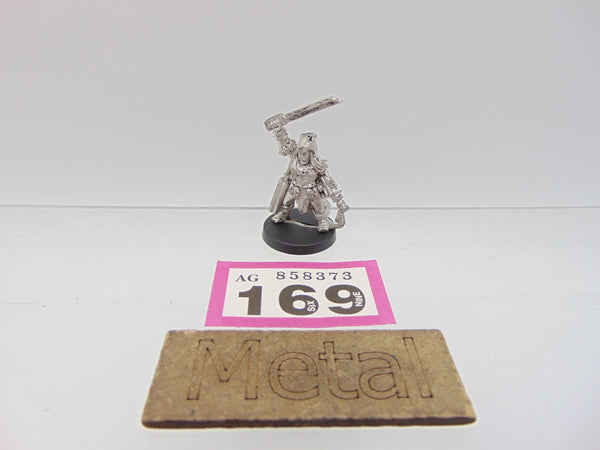 AG 858373
169
SIX NINE
Metal